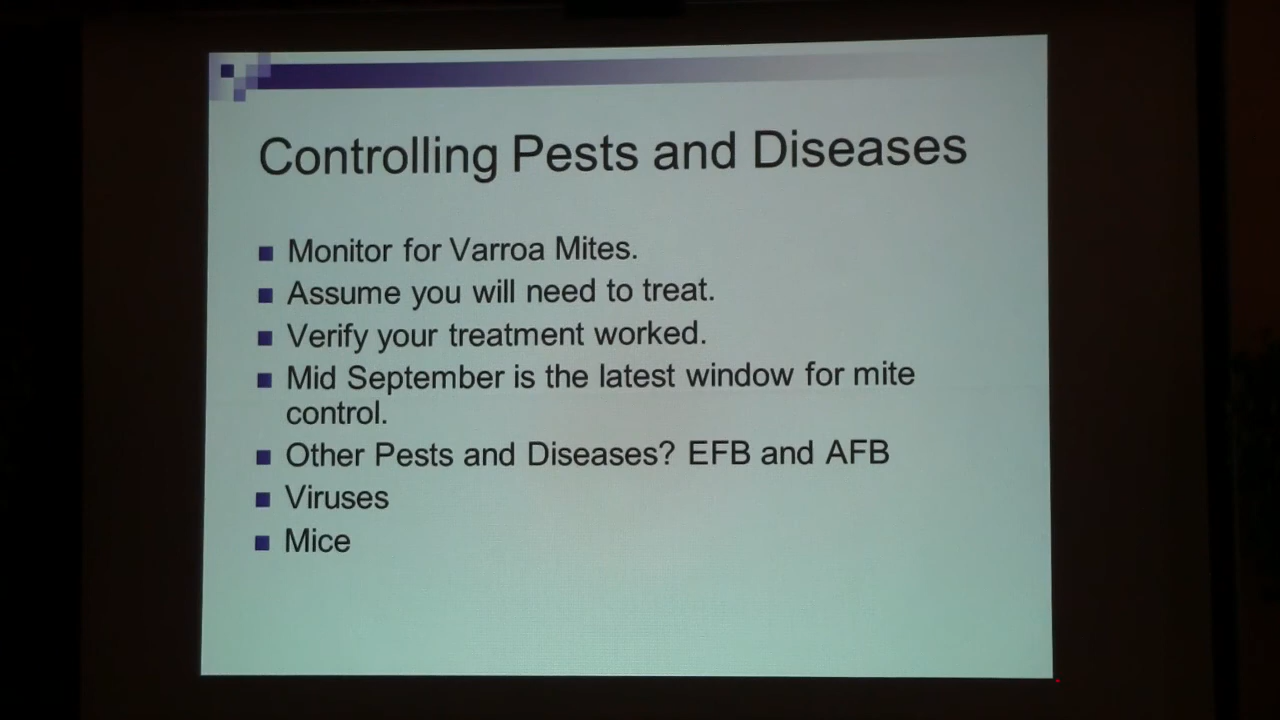 Controlling Pests and Diseases
Monitor for Varroa Mites.
Assume you will need to treat.
Verify your treatment worked.
Mid September is the latest window for mite
control.
Other Pests and Diseases? EFB and AFB
Viruses
Mice